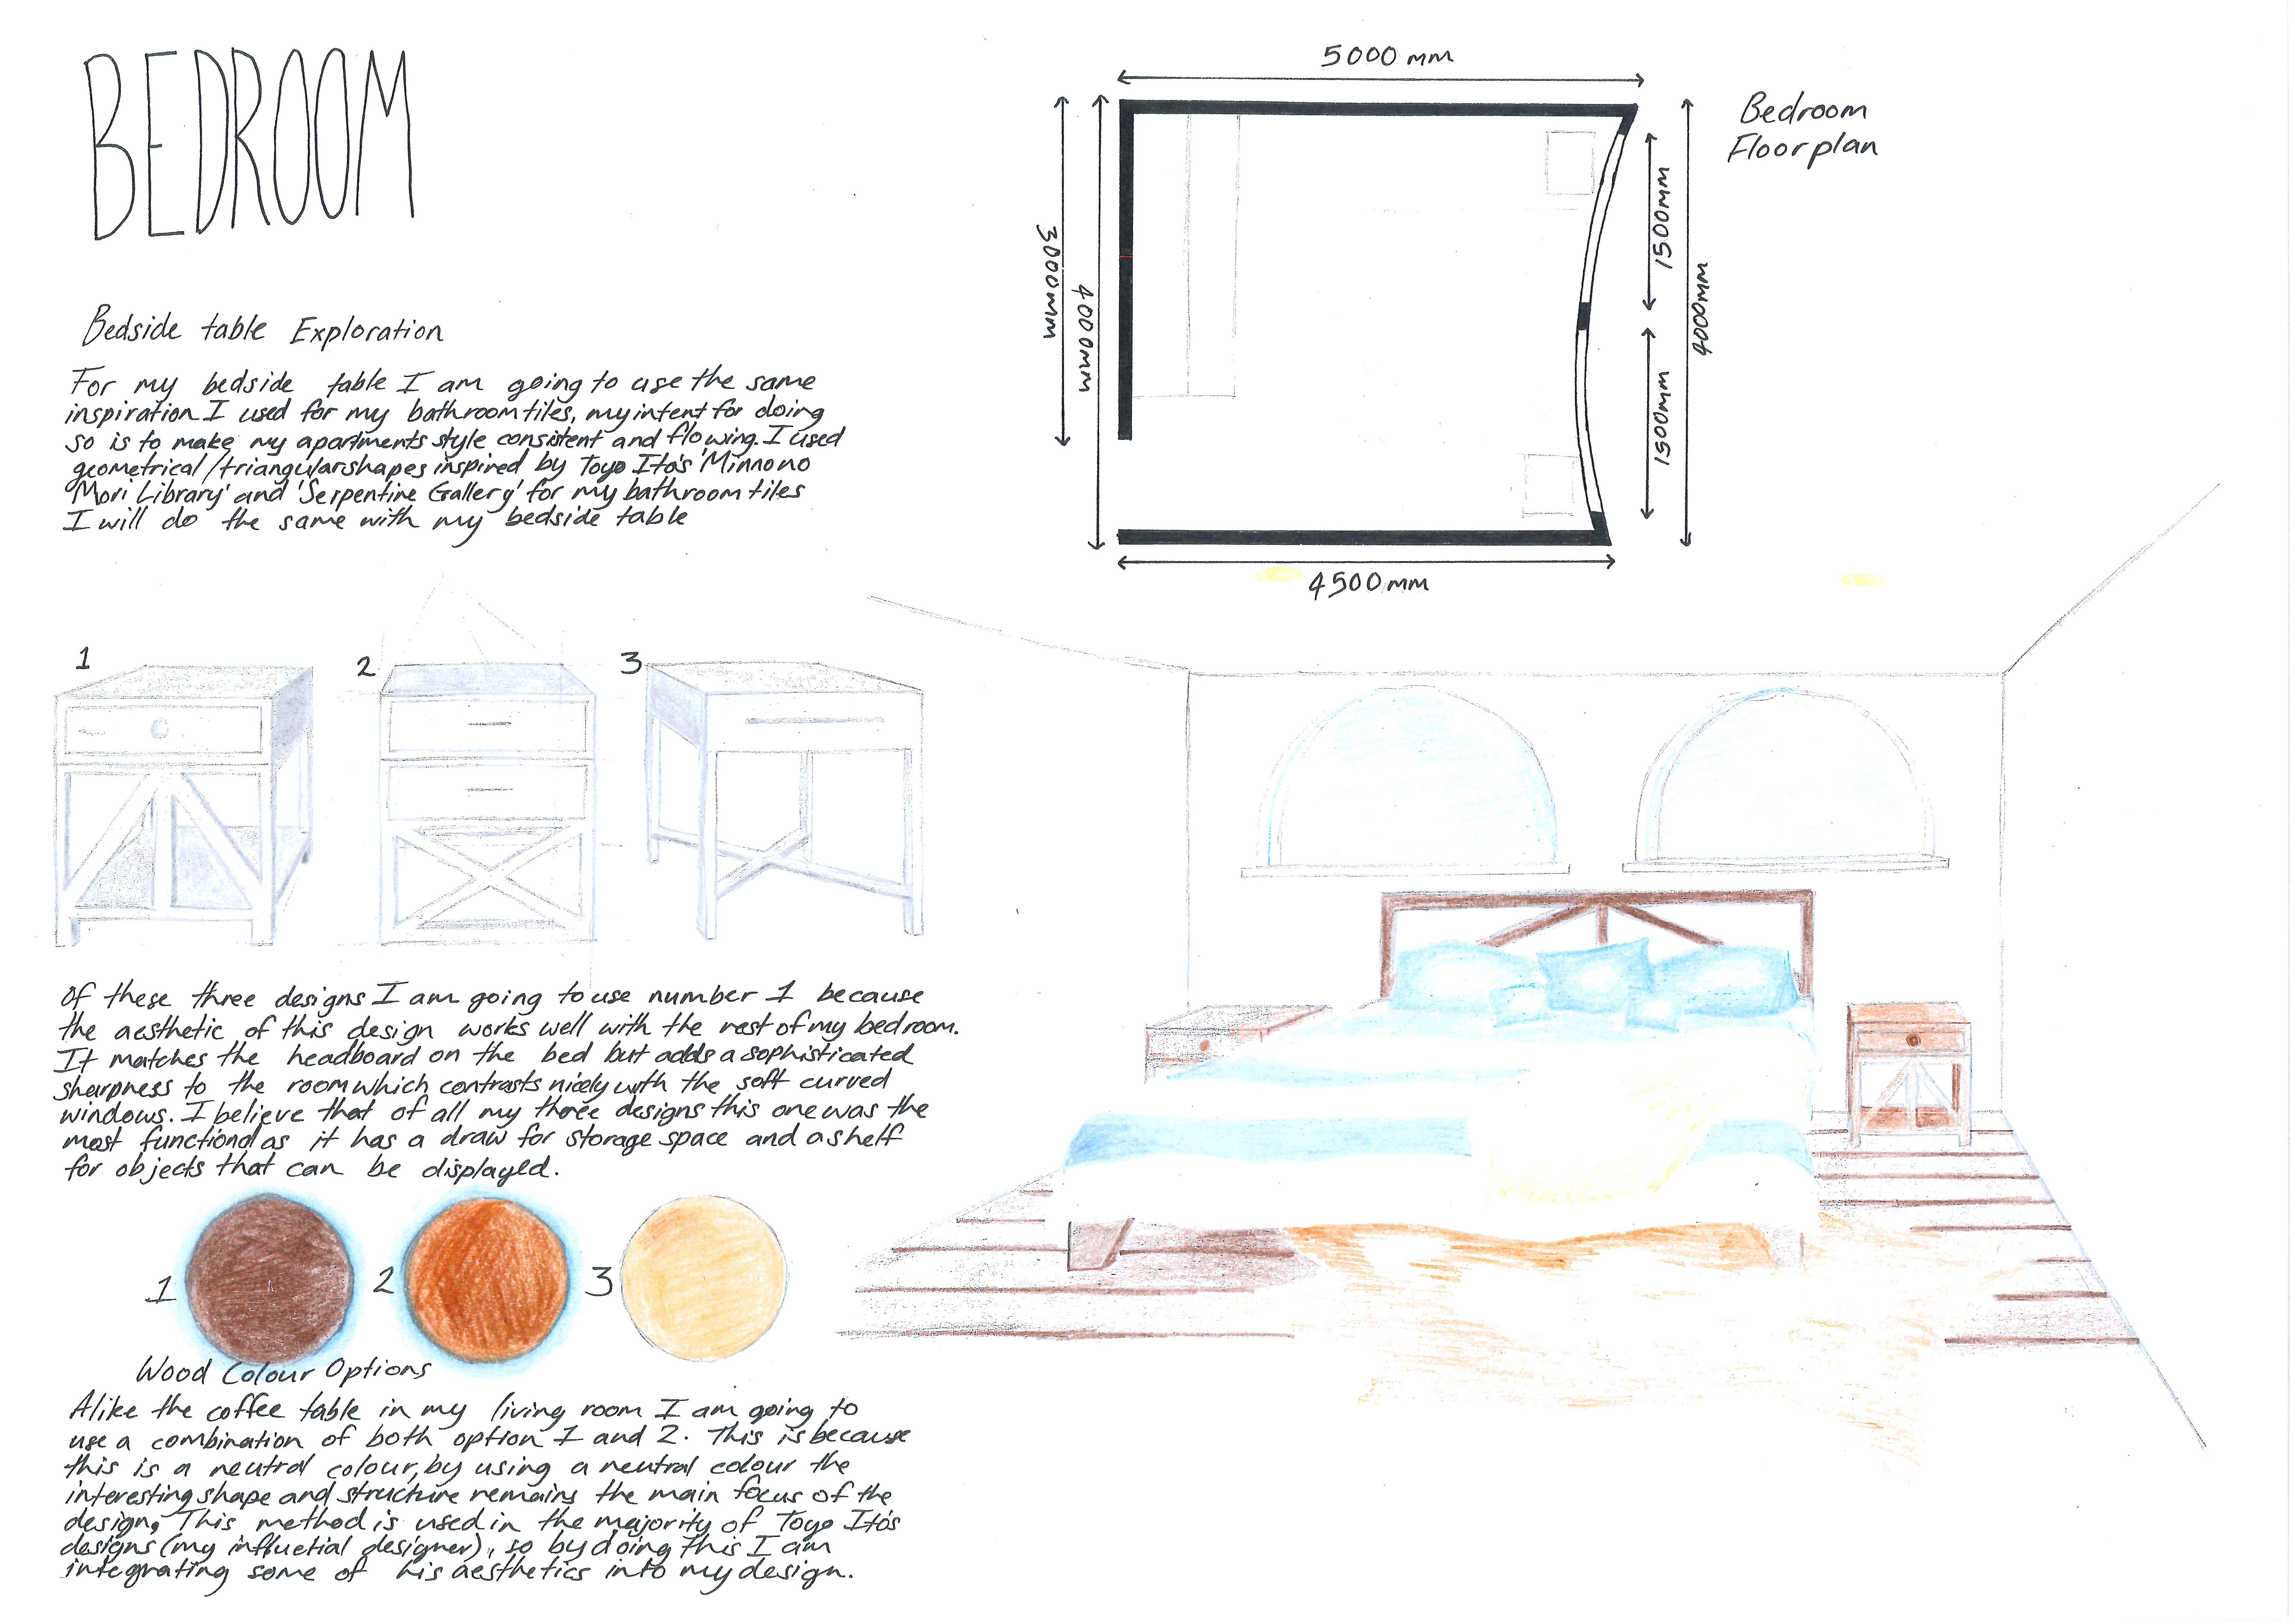 BEDROOM
Bedside table Exploration
For my bedside table I am going to use the same
inspiration I used for my bathroom tiles, my intent for doing
so is to make my apartments style consistent and flowing. I used
geometrical/triangular shapes inspired by Toyo Ito's 'Minnono
Mori Library' and 'Serpentine Gallery' for my bathroom tiles
I will do the same with my bedside table
1
2
3
Of these three designs I am going to use number 1 because
the aesthetic of this design works well with the rest of my bedroom.
It matches the headboard on the bed but adds a sophisticated
sharpness to the room which contrasts nicely with the soft curved
windows. I believe that of all my three designs this one was the
most functional as it has a draw for storage space and a shelf
for objects that can be displayed.
1
2
3
Wood Colour Options
Alike the coffee table in my living room I am going to
use a combination of both option 1 and 2. This is because
this is a neutral colour, by using a neutral colour the
interesting shape and structure remains the main focus of the
design. This method is used in the majority of Toyo Ito's
designs (my influetial designer), so by doing this I am
integrating some of his aesthetics into my design.
5000mm
Bedroom
Floorplan
3000mm
4000mm
1500mm
1500mm
4000mm
4500mm